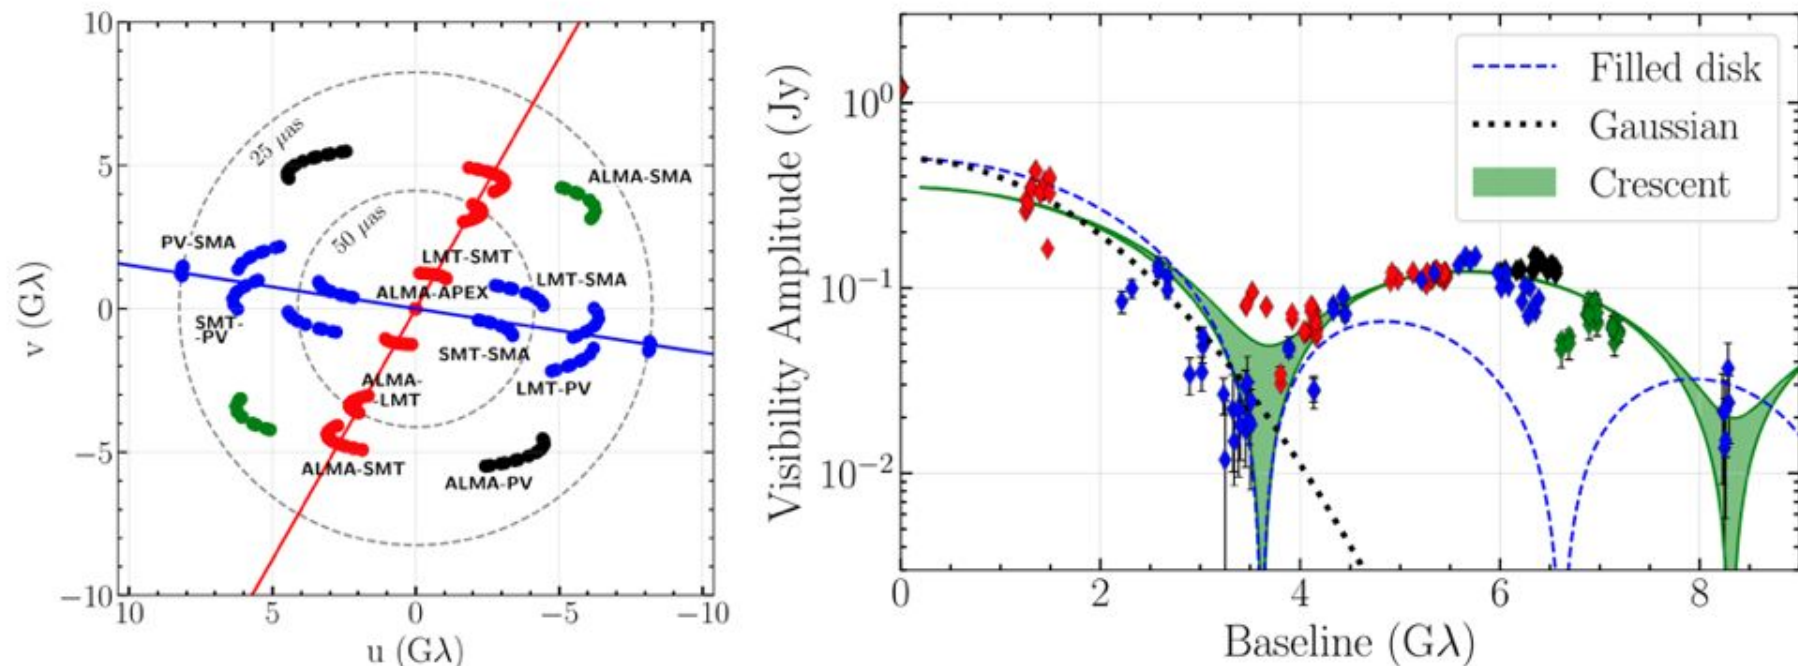 10
5
0
−5
−10
10
5
0
−5
−10
v (Gλ)
u (Gλ)
25 μas
50 μas
ALMA-SMA
PV-SMA
LMT-SMT
LMT-SMA
ALMA-APEX
SMT-
-PV
SMT-SMA
LMT-PV
ALMA-
-LMT
ALMA-SMT
ALMA-PV
Visibility Amplitude (Jy)
10⁰
10⁻¹
10⁻²
Filled disk
Gaussian
Crescent
0
2
4
6
8
Baseline (Gλ)